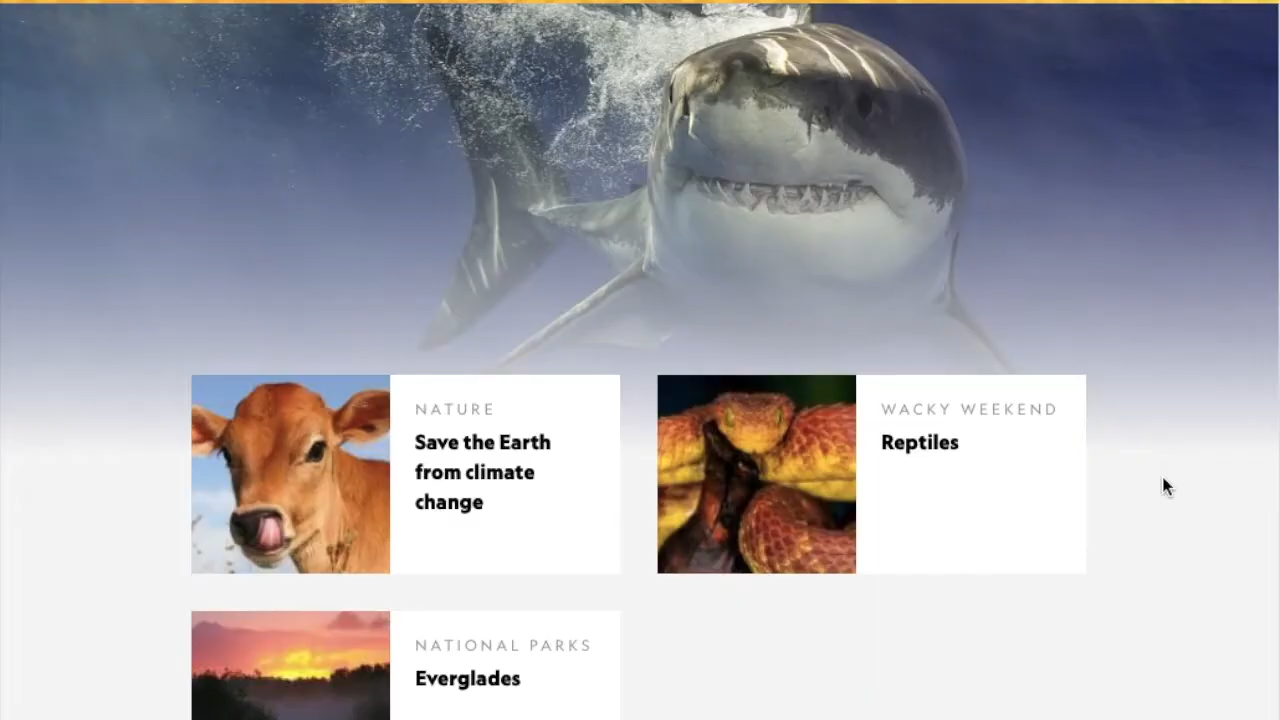 NATURE
Save the Earth
from climate
change
WACKY WEEKEND
Reptiles
NATIONAL PARKS
Everglades